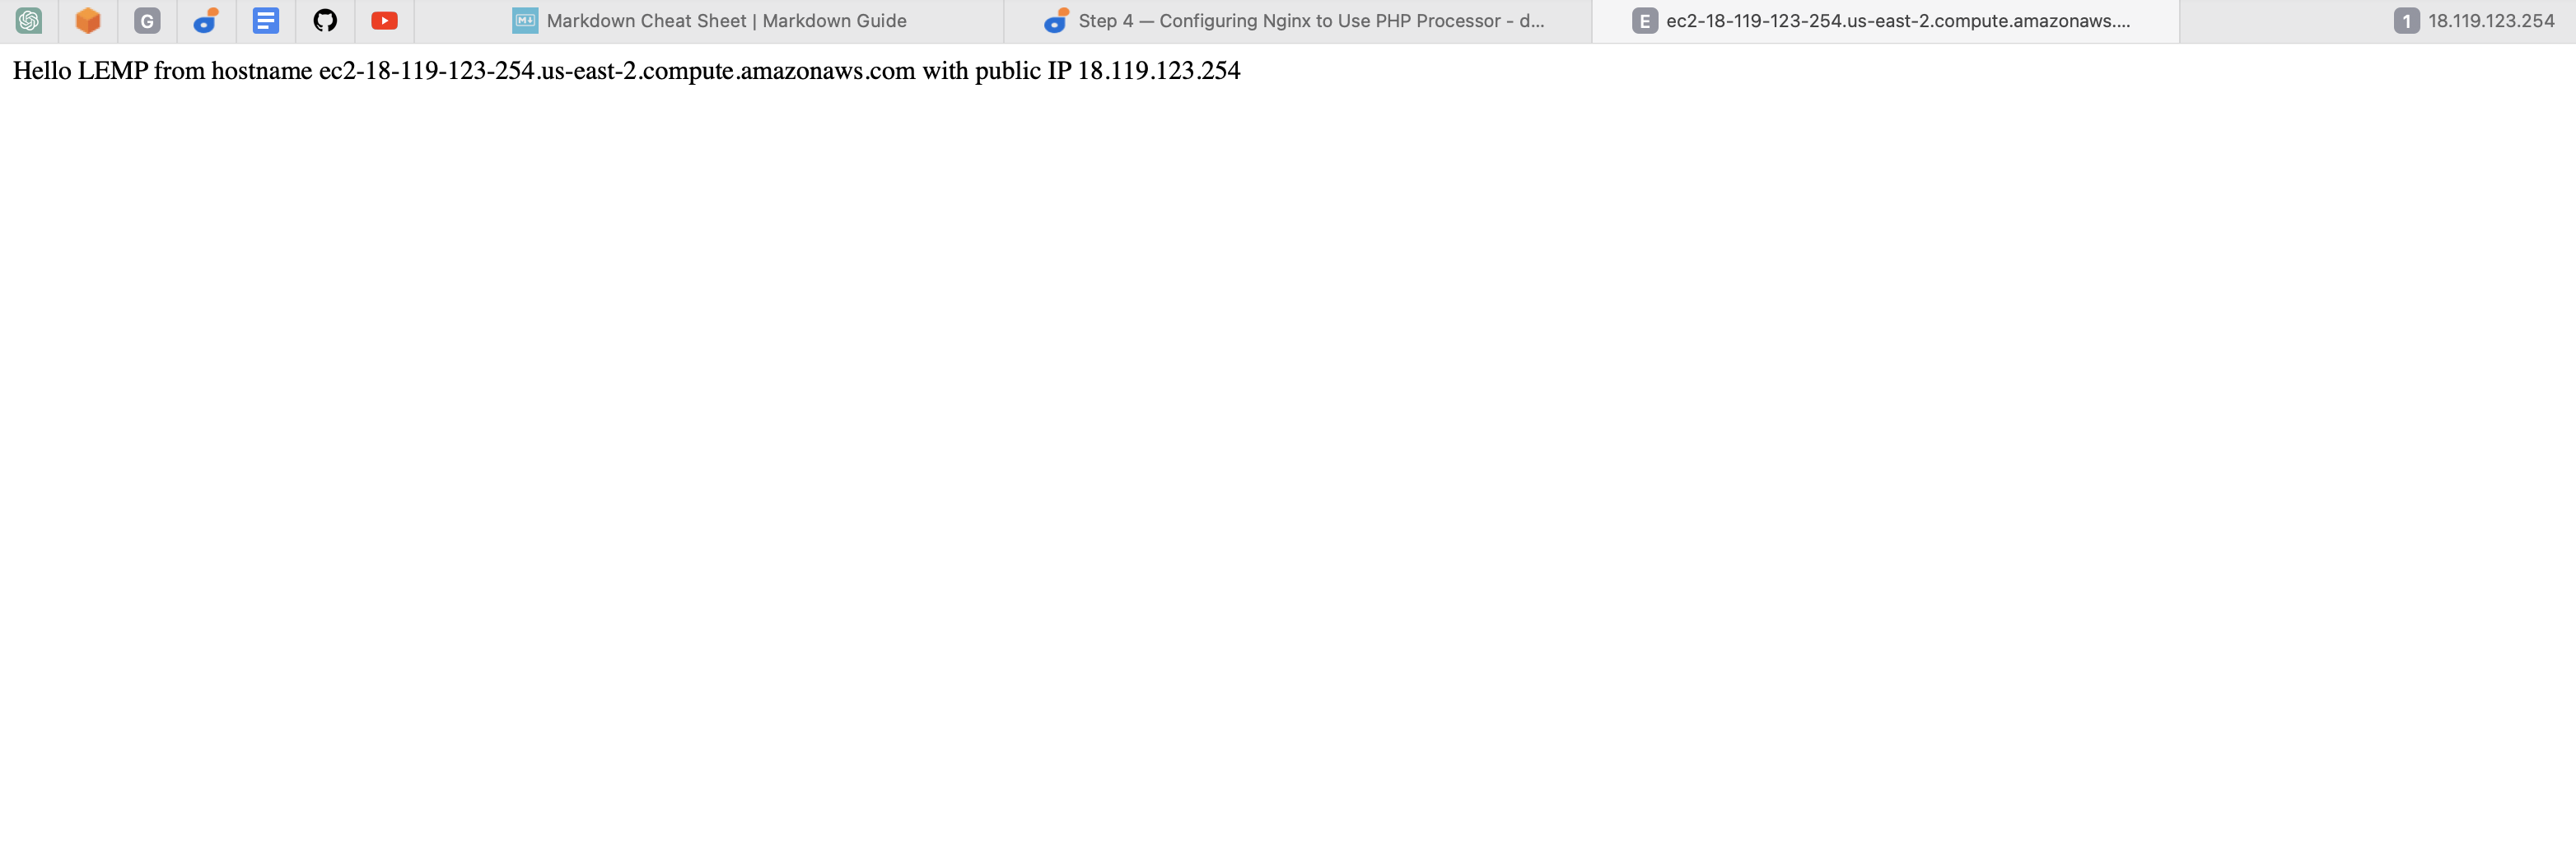 G
M↓ Markdown Cheat Sheet | Markdown Guide
Step 4 — Configuring Nginx to Use PHP Processor - d...
E ec2-18-119-123-254.us-east-2.compute.amazonaws....
1 18.119.123.254
Hello LEMP from hostname ec2-18-119-123-254.us-east-2.compute.amazonaws.com with public IP 18.119.123.254